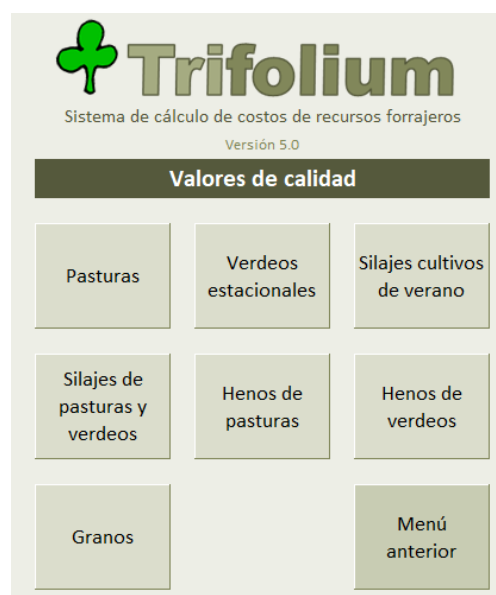 Trifolium
Sistema de cálculo de costos de recursos forrajeros
Versión 5.0
Valores de calidad
Pasturas
Verdeos
estacionales
Silajes cultivos
de verano
Silajes de
pasturas y
verdeos
Henos de
pasturas
Henos de
verdeos
Granos
Menú
anterior